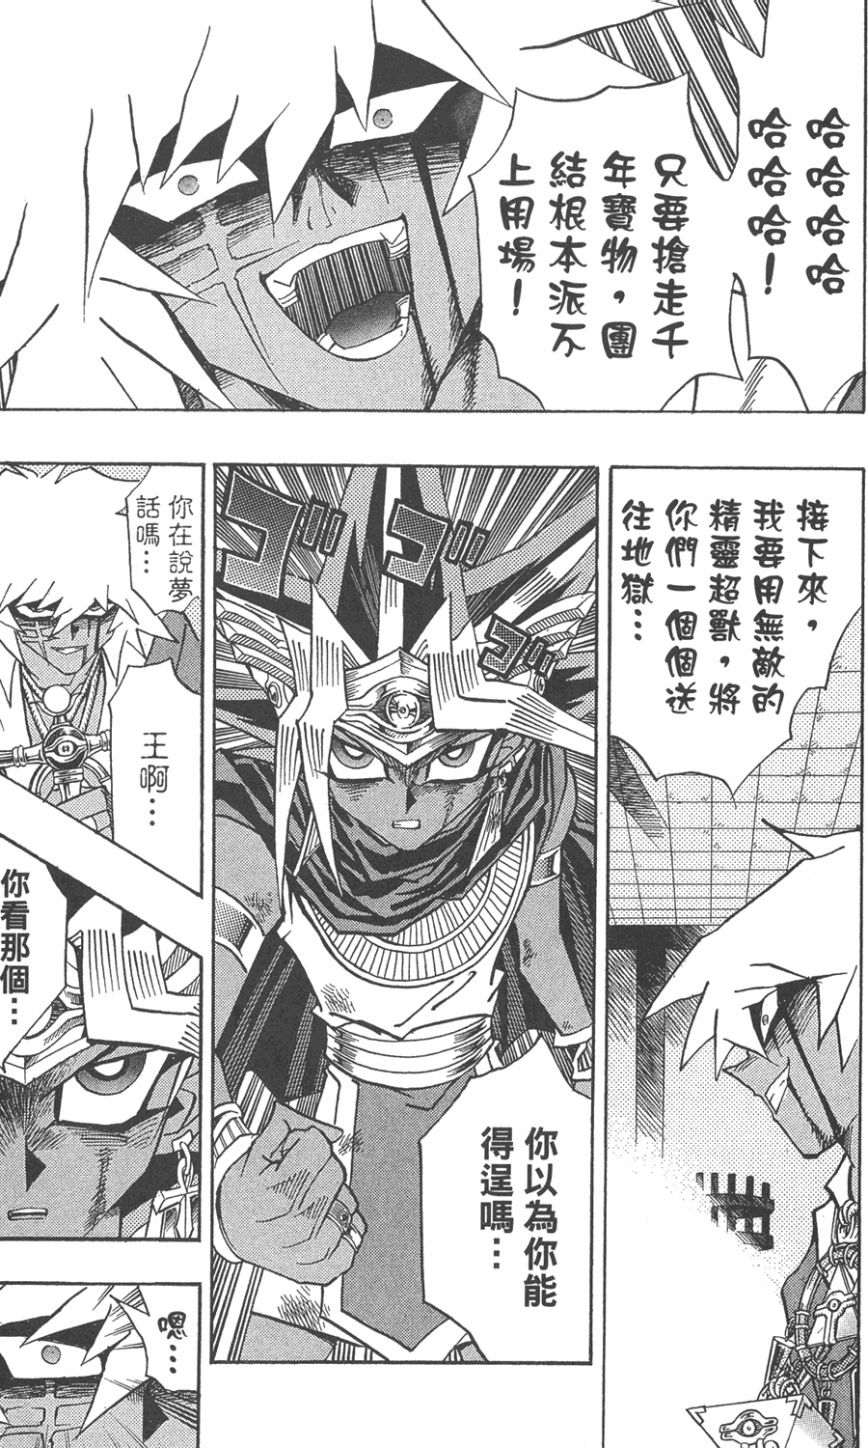 哈哈哈哈
哈哈哈！
只要搶走千
年寶物，團
結根本派不
上用場！
接下來，
我要用無敵的
精靈超獸，將
你們一個個送
往地獄…
ゴゴゴ
你以為你能
得逞嗎…
你在說夢
話嗎…
王啊…
你看那個…
嗯…